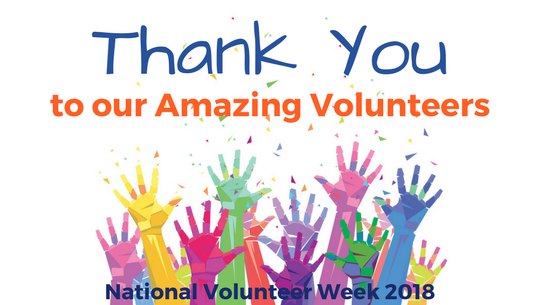 Thank You
to our Amazing Volunteers
National Volunteer Week 2018